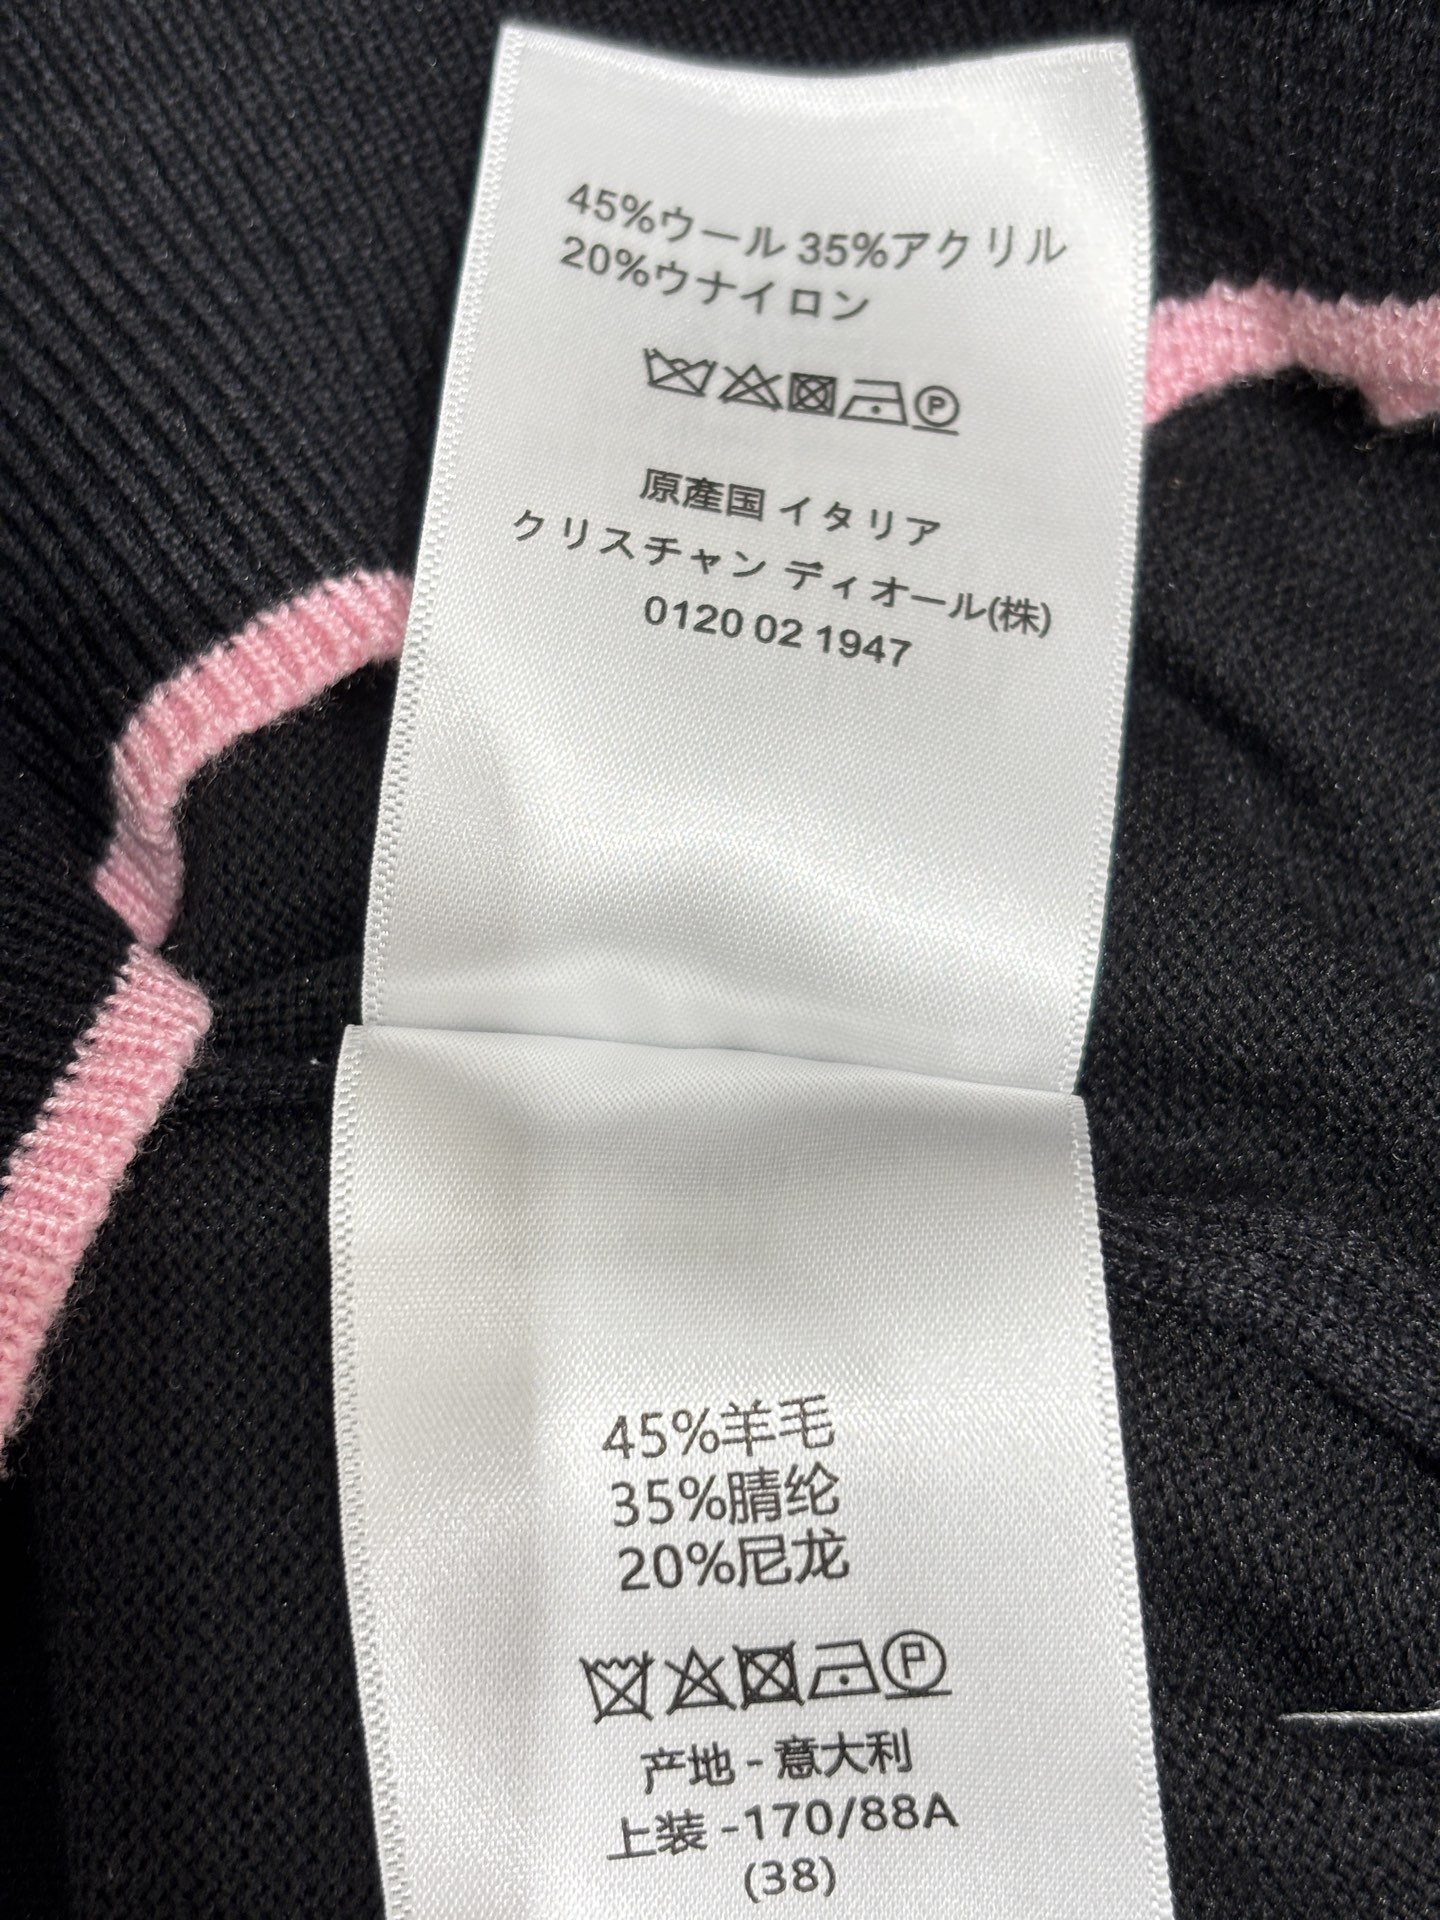 45%ウール 35%アクリル
20%ウナイロン
P
原產国 イタリア
クリスチャン ディオール(株)
0120 02 1947
45%羊毛
35%腈纶
20%尼龙
P
产地 - 意大利
上装 -170/88A
(38)